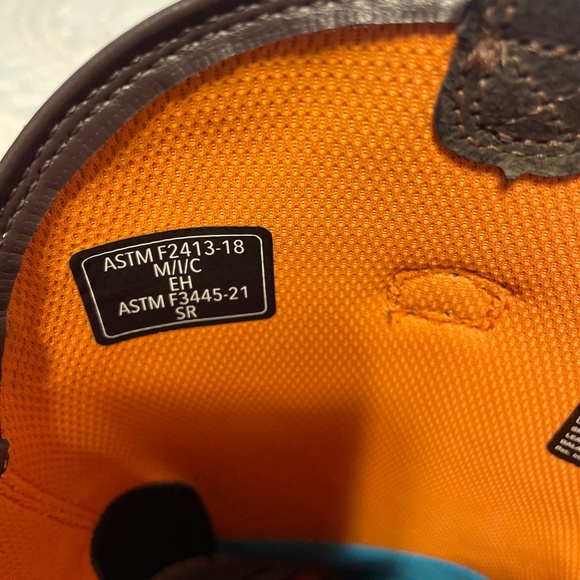 ASTM F2413-18
M/I/C
EH
ASTM F3445-21
SR